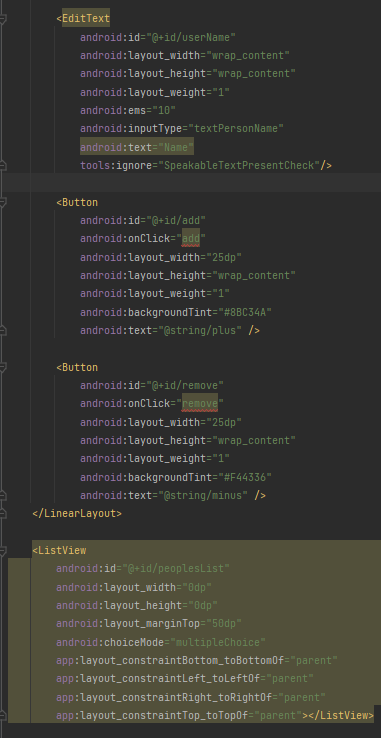 <EditText
android:id="@+id/userName"
android:layout_width="wrap_content"
android:layout_height="wrap_content"
android:layout_weight="1"
android:ems="10"
android:inputType="textPersonName"
android:text="Name"
tools:ignore="SpeakableTextPresentCheck"/>
<Button
android:id="@+id/add"
android:onClick="add"
android:layout_width="25dp"
android:layout_height="wrap_content"
android:layout_weight="1"
android:backgroundTint="#8BC34A"
android:text="@string/plus" />
<Button
android:id="@+id/remove"
android:onClick="remove"
android:layout_width="25dp"
android:layout_height="wrap_content"
android:layout_weight="1"
android:backgroundTint="#F44336"
android:text="@string/minus" />
</LinearLayout>
<ListView
android:id="@+id/peoplesList"
android:layout_width="0dp"
android:layout_height="0dp"
android:layout_marginTop="50dp"
android:choiceMode="multipleChoice"
app:layout_constraintBottom_toBottomOf="parent"
app:layout_constraintLeft_toLeftOf="parent"
app:layout_constraintRight_toRightOf="parent"
app:layout_constraintTop_toTopOf="parent"></ListView>